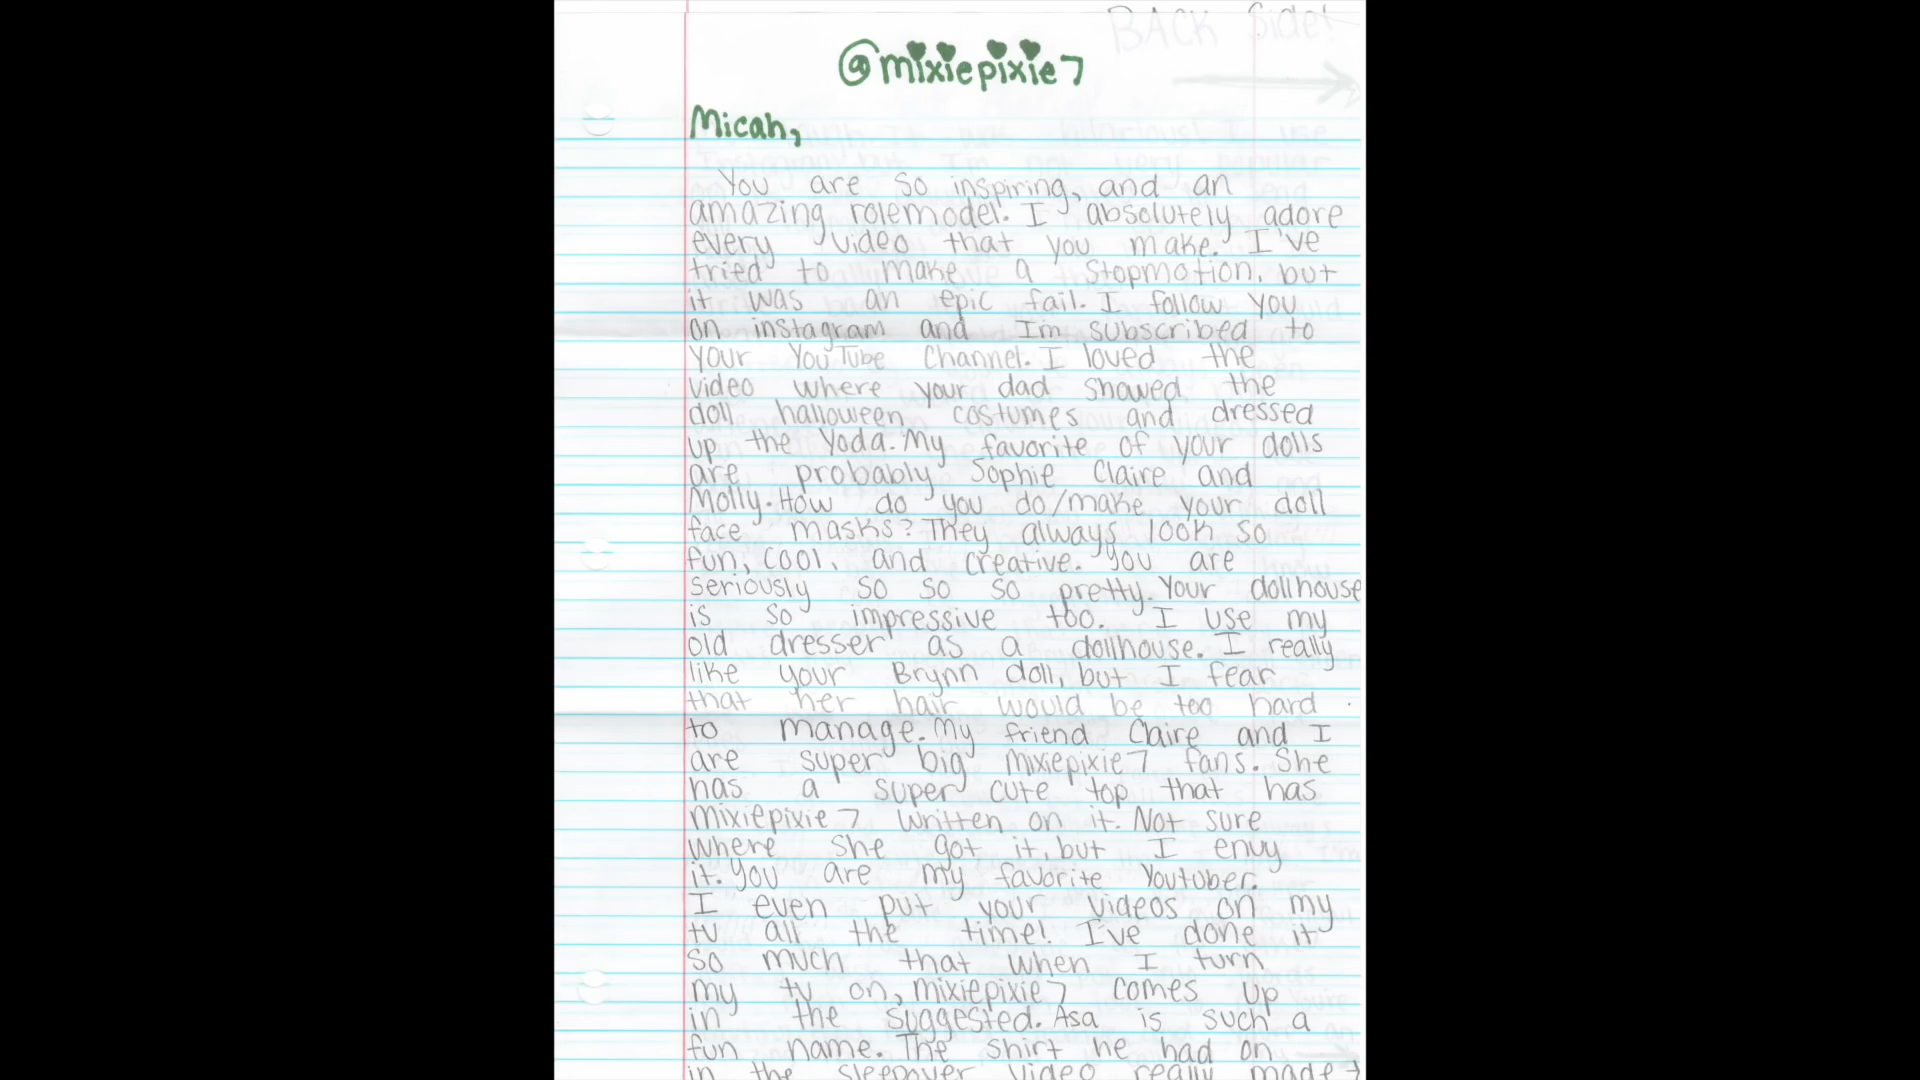 BACK Side!
@mixiepixie7
Micah,
You are so inspiring, and an
amazing rolemodel. I absolutely adore
every video that you make. I've
tried to make a stopmotion, but
it was an epic fail. I follow you
on instagram and I'm subscribed to
your YouTube Channel. I loved the
video where your dad showed the
doll halloween costumes and dressed
up the Yoda. My favorite of your dolls
are probably Sophie Claire and
Molly. How do you do/make your doll
face masks? They always look so
fun, cool, and creative. You are
seriously so so so pretty. Your dollhouse
is so impressive too. I use my
old dresser as a dollhouse. I really
like your Brynn doll, but I fear
that her hair would be too hard
to manage. My friend Claire and I
are super big mixiepixie7 fans. She
has a super cute top that has
mixiepixie7 written on it. Not sure
where she got it, but I envy
it. You are my favorite Youtuber.
I even put your videos on my
tv all the time! I've done it
so much that when I turn
my tv on, mixiepixie7 comes up
in the suggested. Asa is such a
fun name. The shirt he had on
in the sleepover video really made